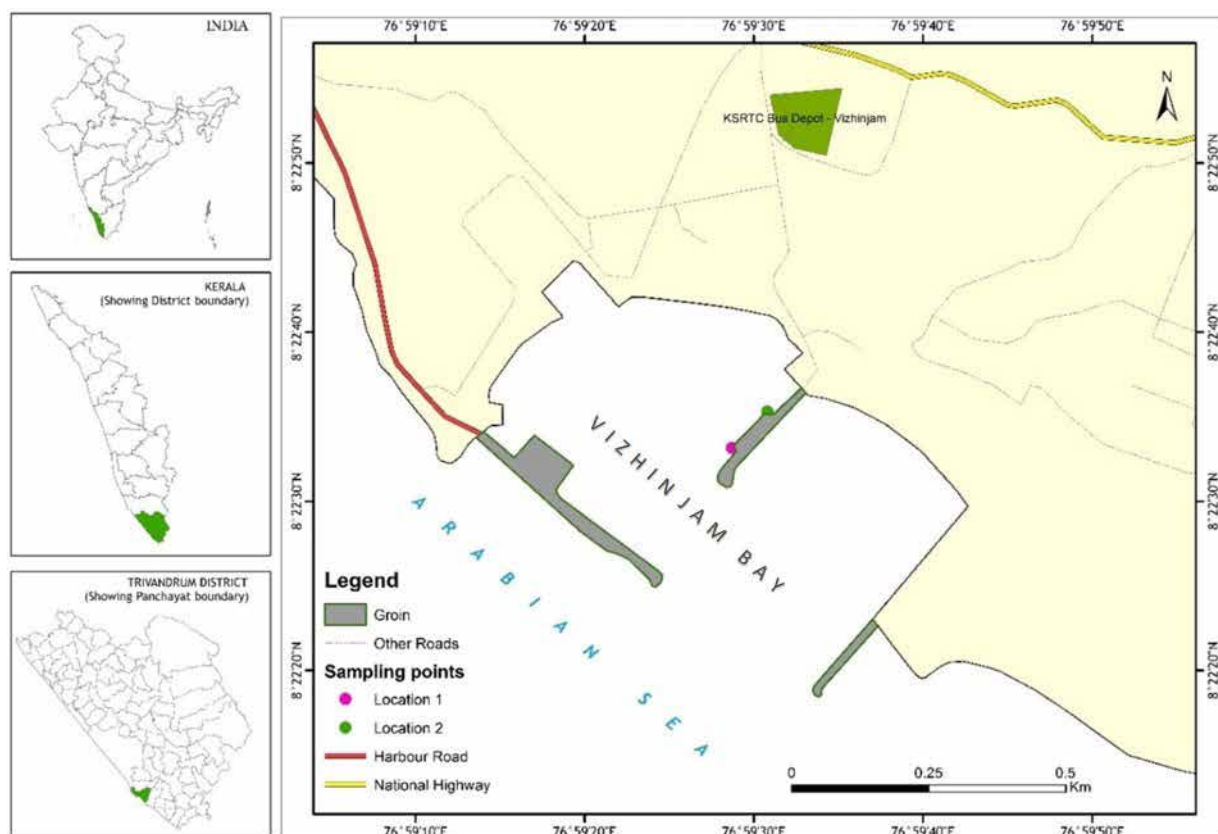 INDIA
KERALA
(Showing District boundary)
TRIVANDRUM DISTRICT
(Showing Panchayat boundary)
76°59'10"E 76°59'20"E 76°59'30"E 76°59'40"E 76°59'50"E
N
KSRTC Bus Depot - Vizhinjam
8°22'50"N 8°22'50"N
8°22'40"N 8°22'40"N
8°22'30"N 8°22'30"N
8°22'20"N 8°22'20"N
VIZHINJAM BAY
ARABIAN SEA
Legend
Groin
Other Roads
Sampling points
Location 1
Location 2
Harbour Road
National Highway
0 0.25 0.5
Km
76°59'10"E 76°59'20"E 76°59'30"E 76°59'40"E 76°59'50"E